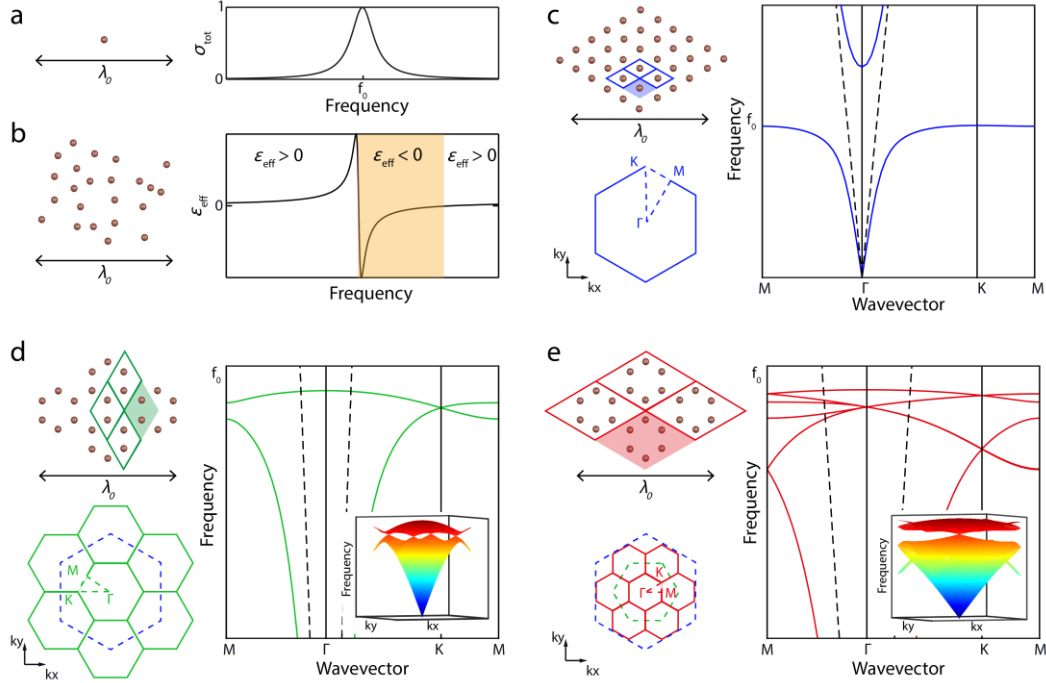 a
λ₀
σtot
1
0
f₀
Frequency
b
λ₀
εeff
0
εeff > 0
εeff < 0
εeff > 0
Frequency
c
λ₀
K
M
Γ
ky
kx
Frequency
f₀
M
Γ
K
M
Wavevector
d
λ₀
M
K
Γ
ky
kx
Frequency
f₀
Frequency
ky
kx
M
Γ
K
M
Wavevector
e
λ₀
K
Γ
M
ky
kx
Frequency
f₀
Frequency
ky
kx
M
Γ
K
M
Wavevector